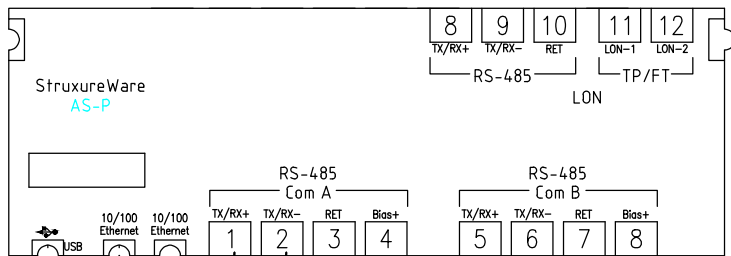 8 9 10 11 12
TX/RX+ TX/RX- RET LON-1 LON-2
RS-485 TP/FT
LON
StruxureWare
AS-P
RS-485 RS-485
Com A Com B
10/100 10/100
Ethernet Ethernet
USB
TX/RX+ TX/RX- RET Bias+ TX/RX+ TX/RX- RET Bias+
1 2 3 4 5 6 7 8